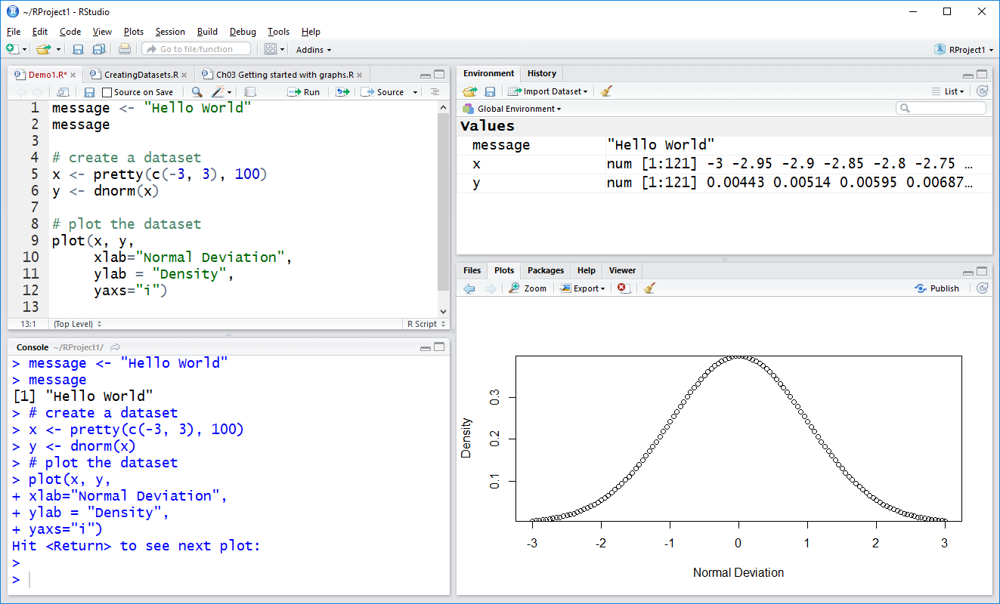 ~/RProject1 - RStudio
File Edit Code View Plots Session Build Debug Tools Help
Go to file/function Addins RProject1
Demo1.R* CreatingDatasets.R Ch03 Getting started with graphs.R
Source on Save Run Source
1 message <- "Hello World"
2 message
3
4 # create a dataset
5 x <- pretty(c(-3, 3), 100)
6 y <- dnorm(x)
7
8 # plot the dataset
9 plot(x, y,
10 xlab="Normal Deviation",
11 ylab = "Density",
12 yaxs="i")
13
13:1 (Top Level) R Script
Console ~/RProject1/
> message <- "Hello World"
> message
[1] "Hello World"
> # create a dataset
> x <- pretty(c(-3, 3), 100)
> y <- dnorm(x)
> # plot the dataset
> plot(x, y,
+ xlab="Normal Deviation",
+ ylab = "Density",
+ yaxs="i")
Hit <Return> to see next plot:
>
>
Environment History
Import Dataset List
Global Environment
Values
message "Hello World"
x num [1:121] -3 -2.95 -2.9 -2.85 -2.8 -2.75 …
y num [1:121] 0.00443 0.00514 0.00595 0.00687…
Files Plots Packages Help Viewer
Zoom Export Publish
0.3
0.2
0.1
Density
-3 -2 -1 0 1 2 3
Normal Deviation